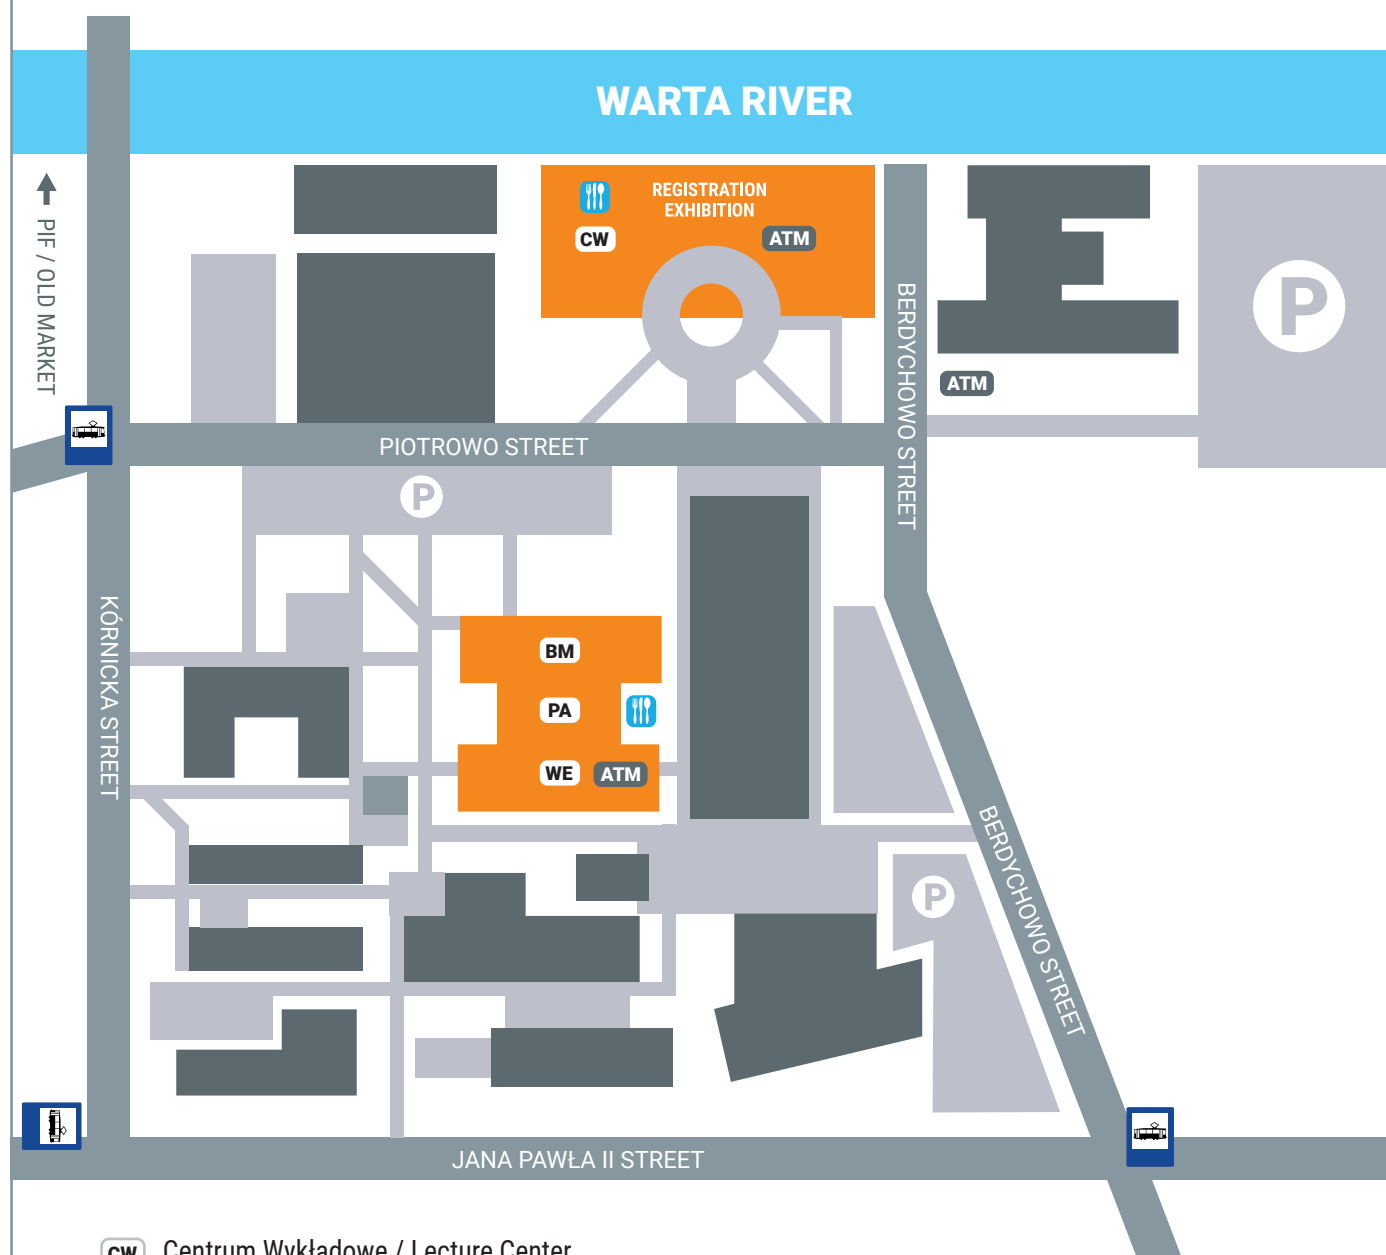 WARTA RIVER
PIF / OLD MARKET
REGISTRATION
EXHIBITION
CW
ATM
BERDYCHOWO STREET
P
ATM
PIOTROWO STREET
P
KÓRNICKA STREET
BM
PA
WE
ATM
BERDYCHOWO STREET
P
JANA PAWŁA II STREET
CW Centrum Wykładowe / Lecture Center